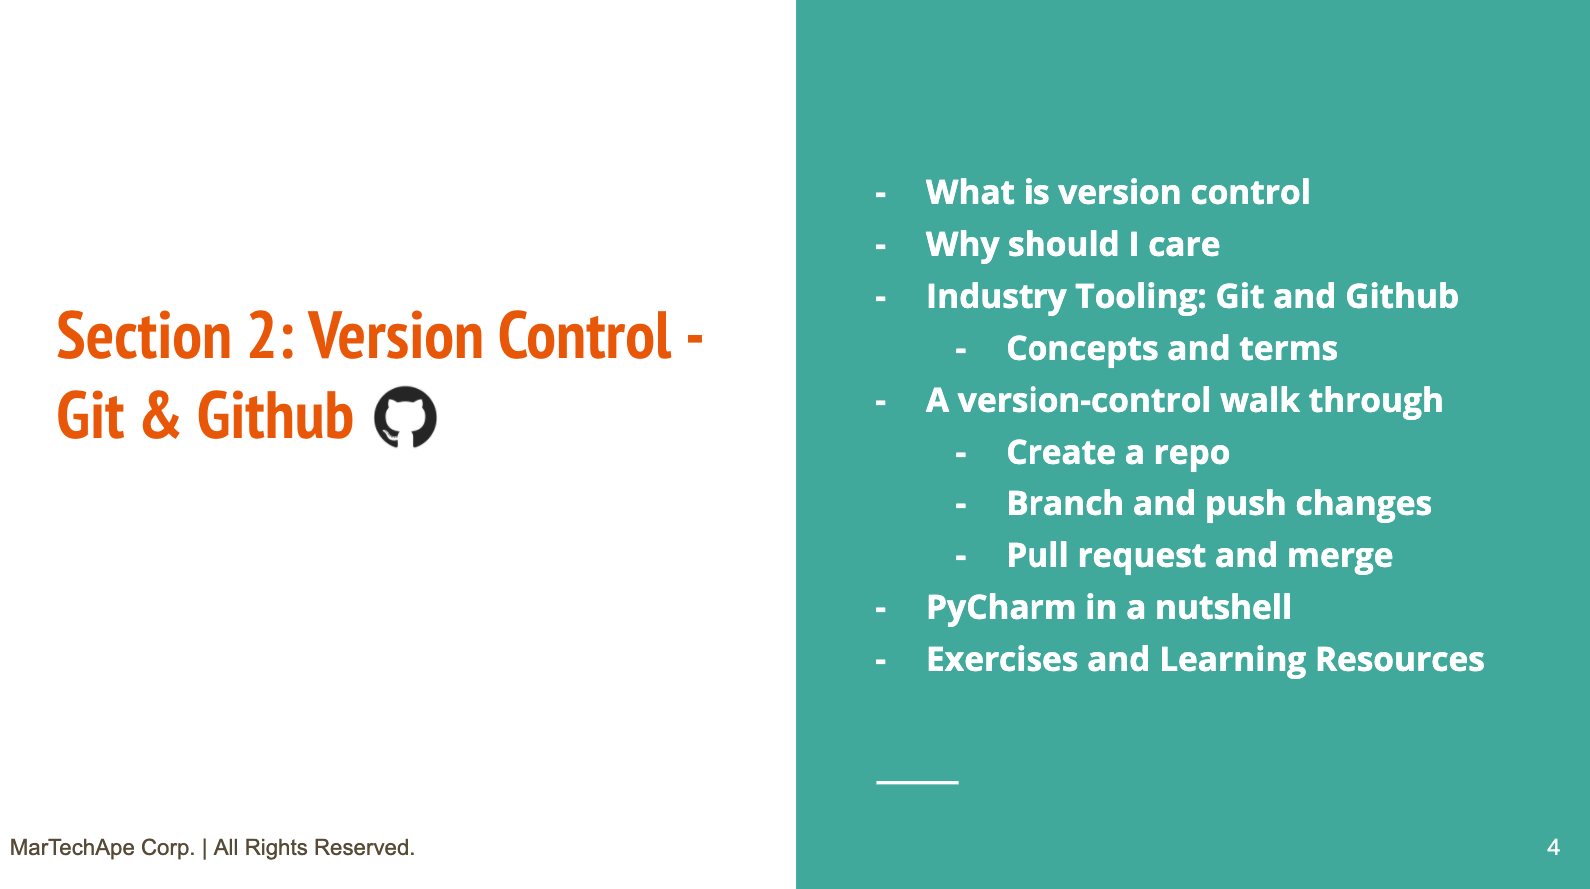 Section 2: Version Control -
Git & Github
- What is version control
- Why should I care
- Industry Tooling: Git and Github
- Concepts and terms
- A version-control walk through
- Create a repo
- Branch and push changes
- Pull request and merge
- PyCharm in a nutshell
- Exercises and Learning Resources
MarTechApe Corp. | All Rights Reserved.
4